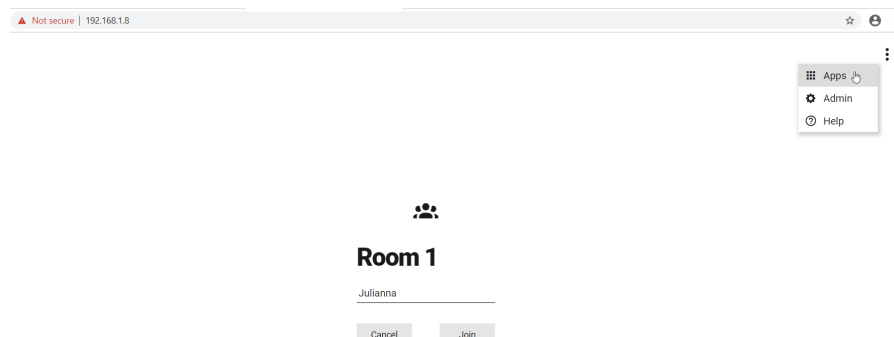 Not secure | 192.168.1.8
Apps
Admin
Help
Room 1
Julianna
Cancel Join